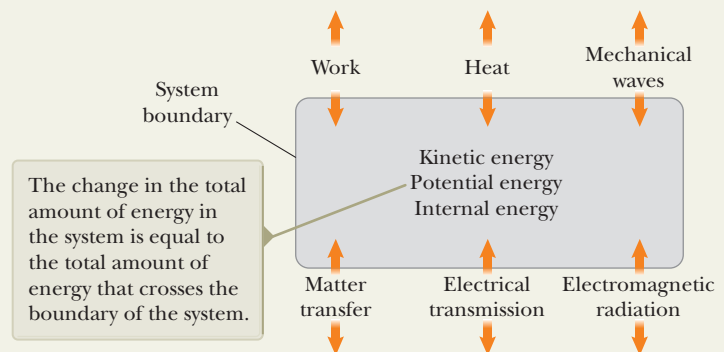 Work
Heat
Mechanical
waves
System
boundary
Kinetic energy
Potential energy
Internal energy
The change in the total
amount of energy in
the system is equal to
the total amount of
energy that crosses the
boundary of the system.
Matter
transfer
Electrical
transmission
Electromagnetic
radiation